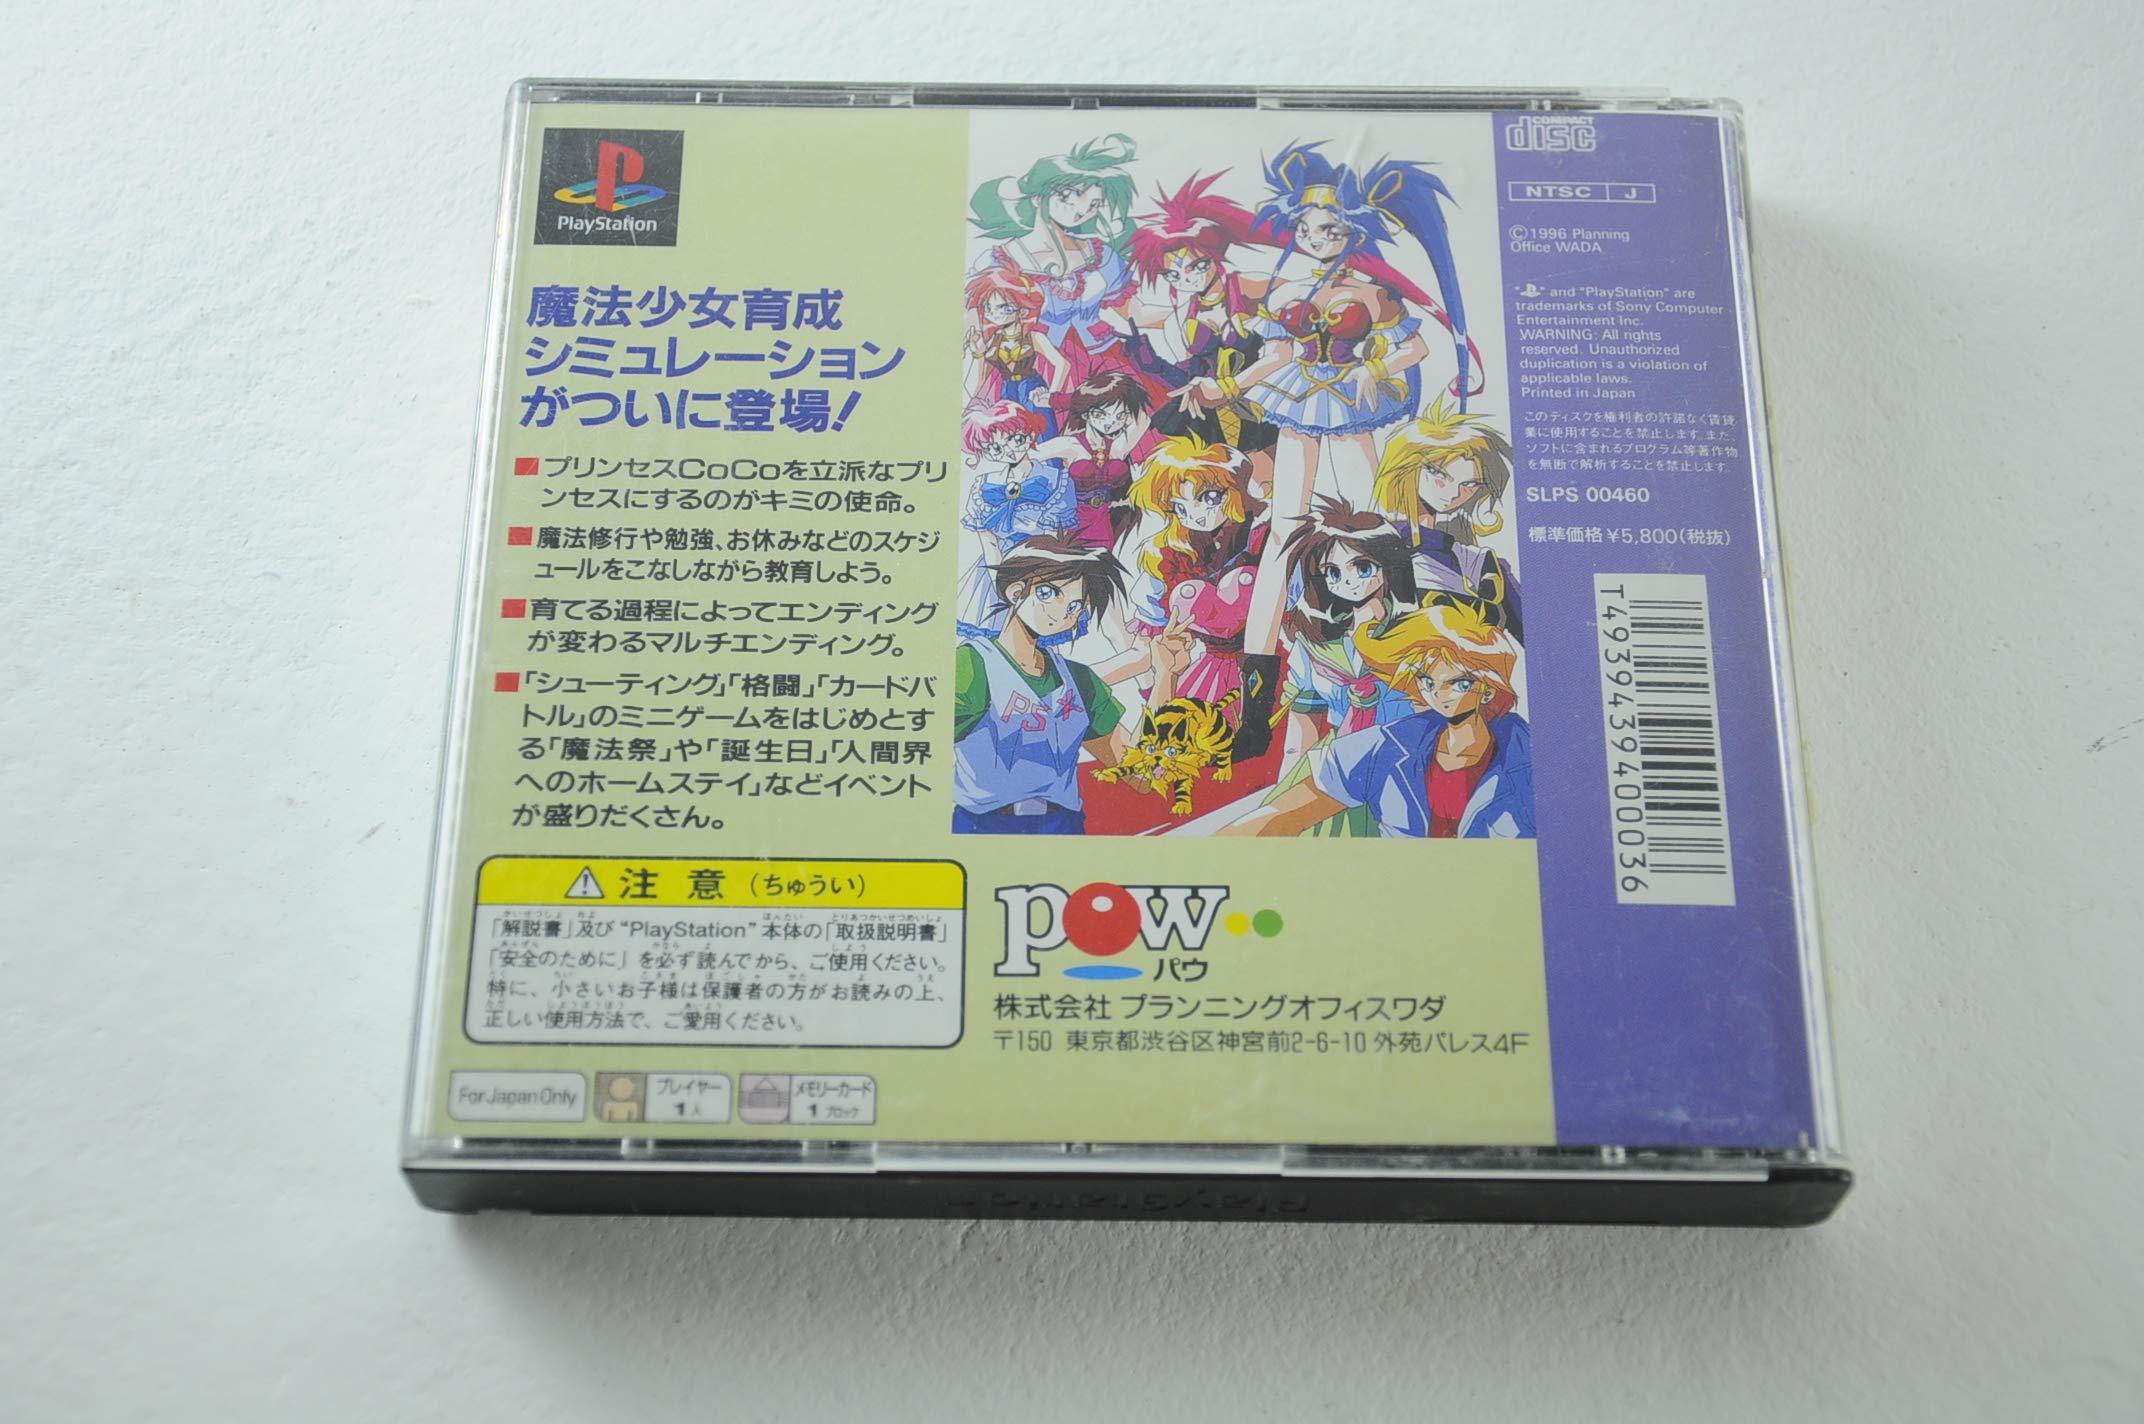 PlayStation
魔法少女育成
シミュレーション
がついに登場!
■プリンセスCoCoを立派なプリ
ンセスにするのがキミの使命。
■魔法修行や勉強、お休みなどのスケジ
ュールをこなしながら教育しよう。
■育てる過程によってエンディング
が変わるマルチエンディング。
■「シューティング」「格闘」「カードバ
トル」のミニゲームをはじめとす
る「魔法祭」や「誕生日」「人間界
へのホームステイ」などイベント
が盛りだくさん。
注意(ちゅうい)
「解説書」及び“PlayStation”本体の「取扱説明書」
「安全のために」を必ず読んでから、ご使用ください。
特に、小さいお子様は保護者の方がお読みの上、
正しい使用方法で、ご愛用ください。
For Japan Only
プレイヤー
1人
メモリーカード
1ブロック
PS
pow
パウ
株式会社 プランニングオフィスワダ
〒150 東京都渋谷区神宮前2-6-10 外苑パレス4F
COMPACT
disc
NTSC J
©1996 Planning
Office WADA
" " and "PlayStation" are
trademarks of Sony Computer
Entertainment Inc.
WARNING: All rights
reserved. Unauthorized
duplication is a violation of
applicable laws.
Printed in Japan
このディスクを権利者の許諾なく賃貸
業に使用することを禁止します。また、
ソフトに含まれるプログラム等著作物
を無断で解析することを禁止します。
SLPS 00460
標準価格¥5,800(税抜)
T4939439400036
PlayStation